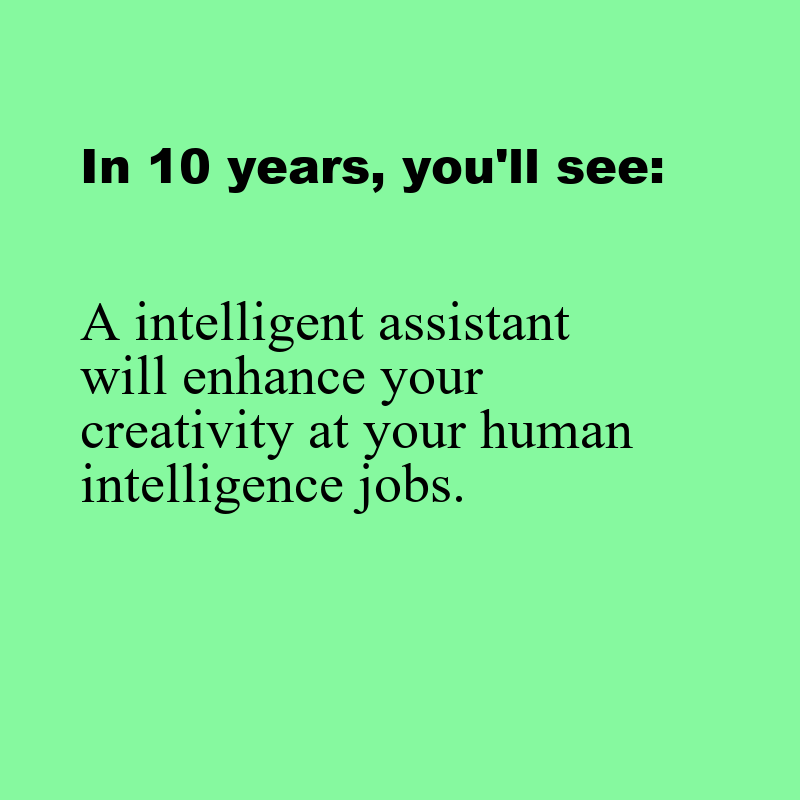 In 10 years, you'll see:
A intelligent assistant
will enhance your
creativity at your human
intelligence jobs.